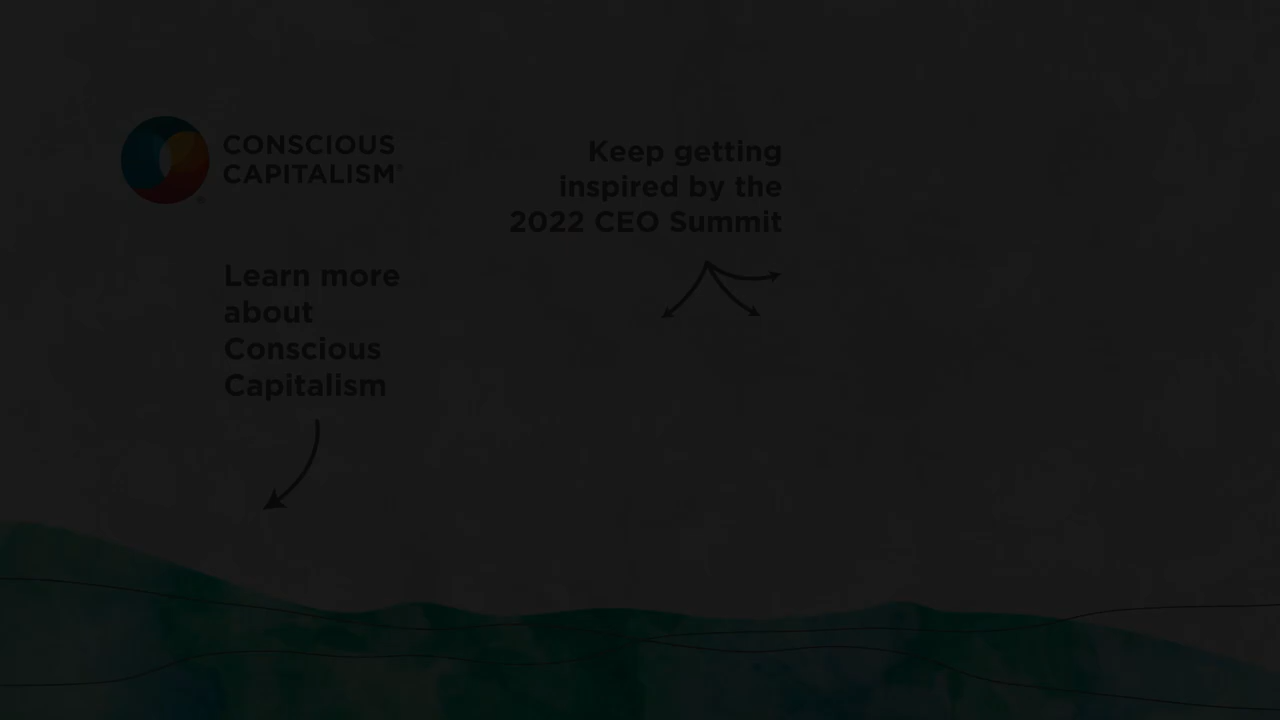 CONSCIOUS
CAPITALISM®
Learn more
about
Conscious
Capitalism
Keep getting
inspired by the
2022 CEO Summit